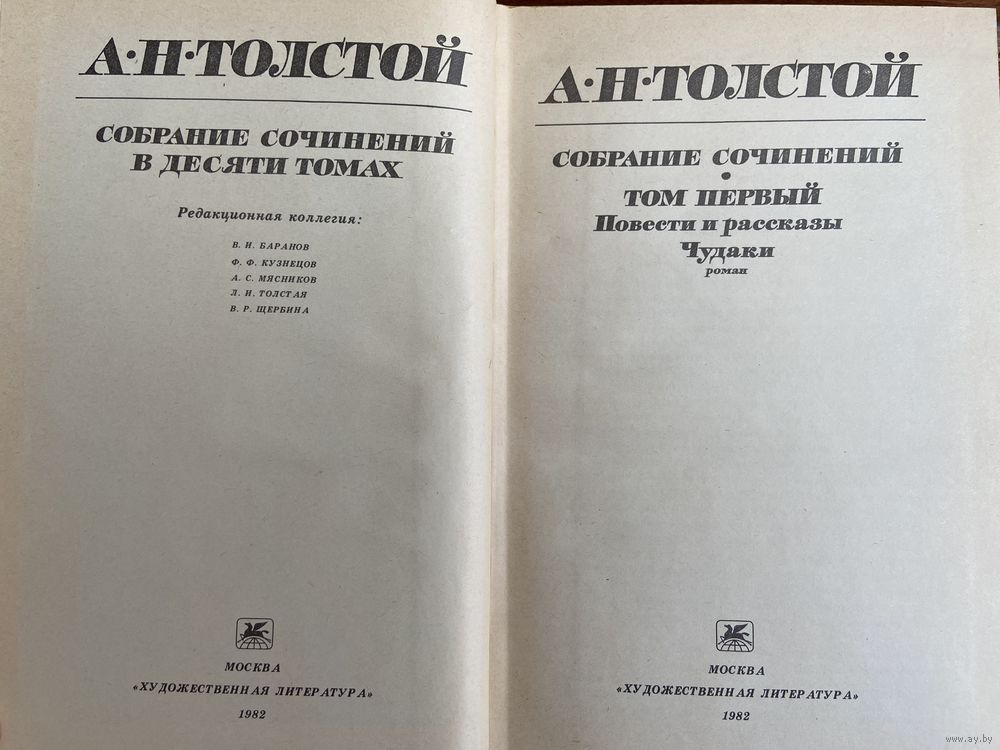 А·Н·ТОЛСТОЙ
СОБРАНИЕ СОЧИНЕНИЙ
В ДЕСЯТИ ТОМАХ
Редакционная коллегия:
В. И. БАРАНОВ
Ф. Ф. КУЗНЕЦОВ
А. С. МЯСНИКОВ
Л. И. ТОЛСТАЯ
В. Р. ЩЕРБИНА
МОСКВА
«ХУДОЖЕСТВЕННАЯ ЛИТЕРАТУРА»
1982
А·Н·ТОЛСТОЙ
СОБРАНИЕ СОЧИНЕНИЙ
•
ТОМ ПЕРВЫЙ
Повести и рассказы
Чудаки
роман
МОСКВА
«ХУДОЖЕСТВЕННАЯ ЛИТЕРАТУРА»
1982
www.ay.by